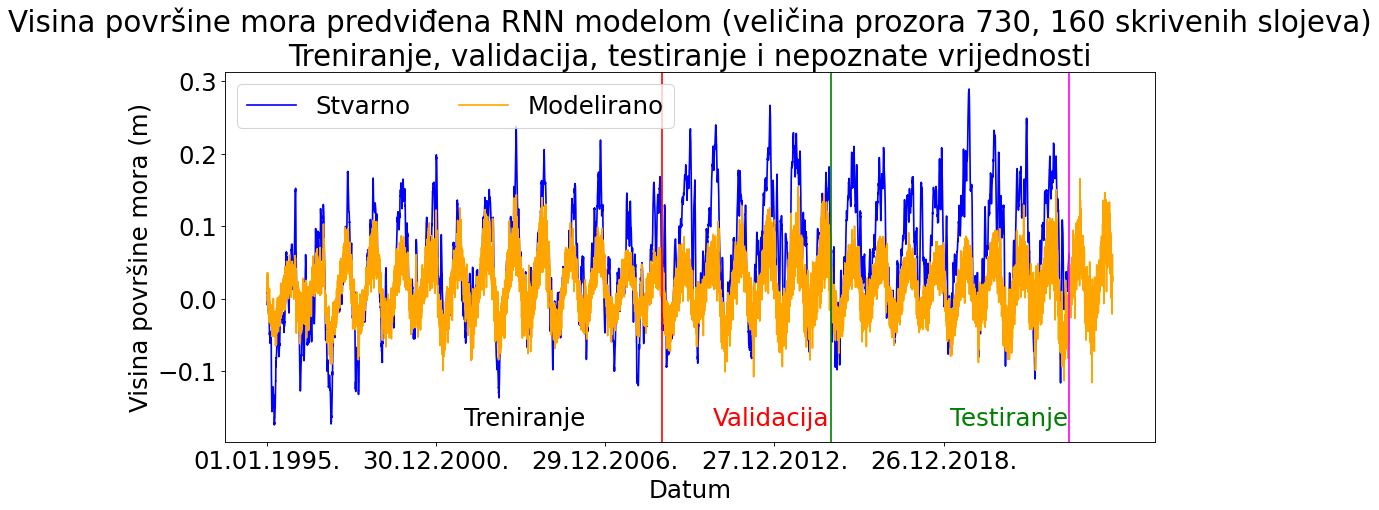 Visina površine mora predviđena RNN modelom (veličina prozora 730, 160 skrivenih slojeva)
Treniranje, validacija, testiranje i nepoznate vrijednosti
Stvarno
Modelirano
Visina površine mora (m)
0.3
0.2
0.1
0.0
−0.1
Treniranje
Validacija
Testiranje
01.01.1995.
30.12.2000.
29.12.2006.
27.12.2012.
26.12.2018.
Datum